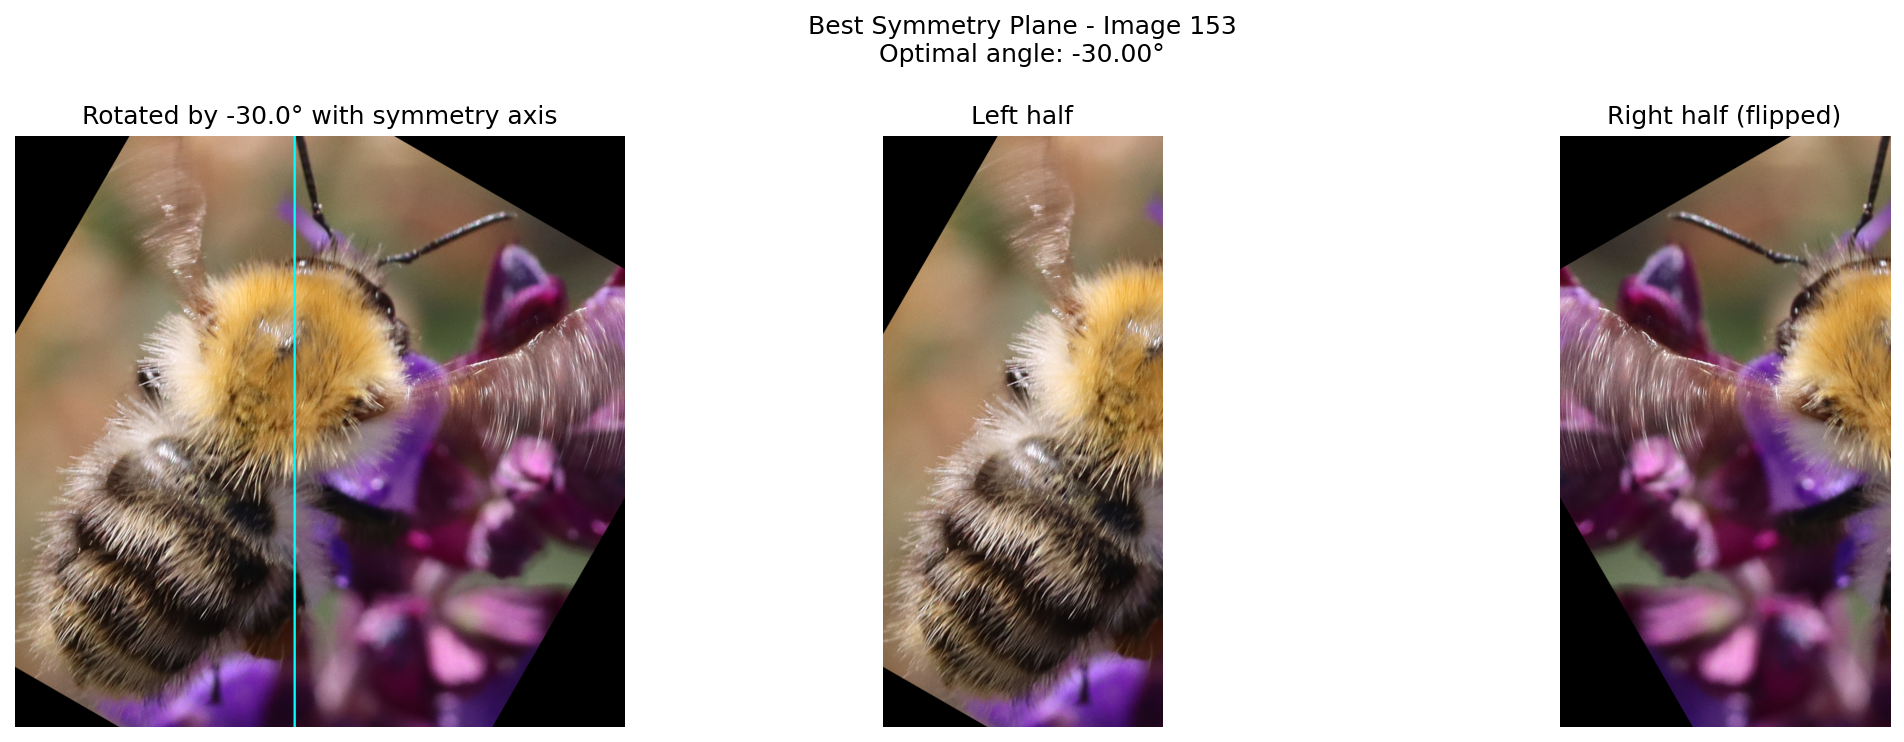 Best Symmetry Plane - Image 153
Optimal angle: -30.00°
Rotated by -30.0° with symmetry axis
Left half
Right half (flipped)